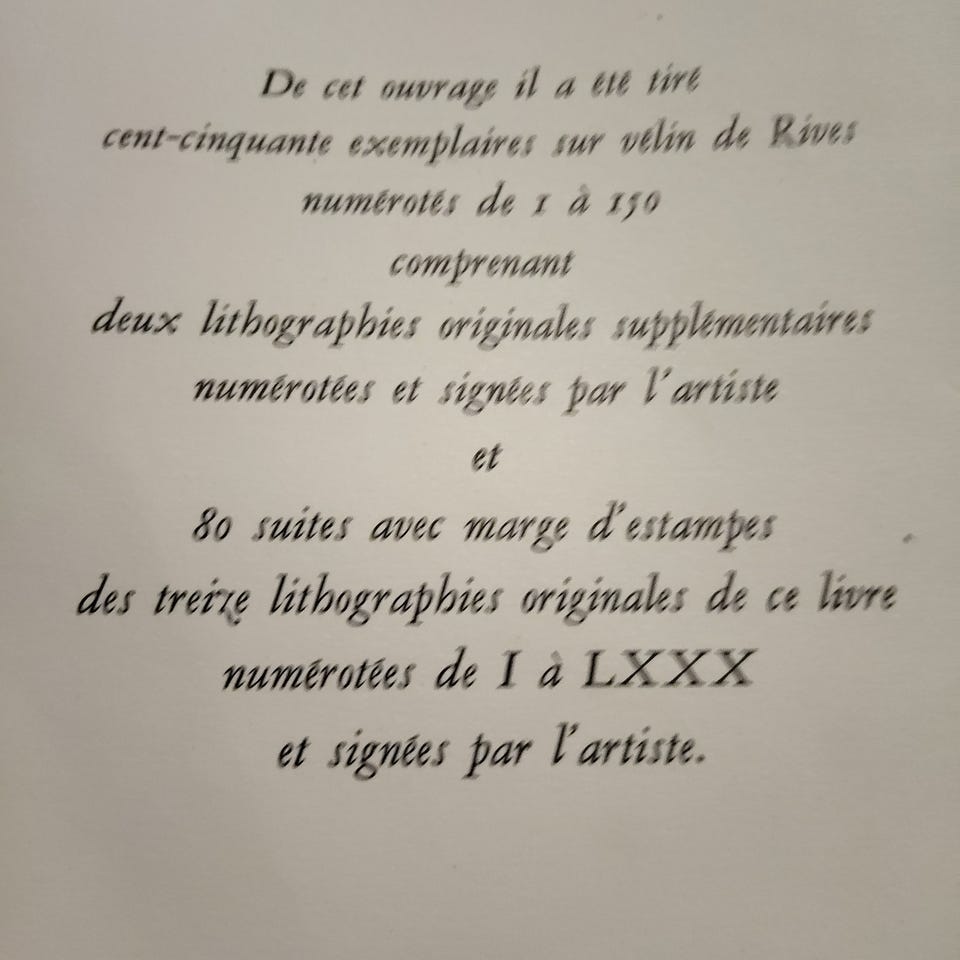 De cet ouvrage il a été tiré
cent-cinquante exemplaires sur vélin de Rives
numérotés de 1 à 150
comprenant
deux lithographies originales supplémentaires
numérotées et signées par l'artiste
et
80 suites avec marge d'estampes
des treize lithographies originales de ce livre
numérotées de I à LXXX
et signées par l'artiste.